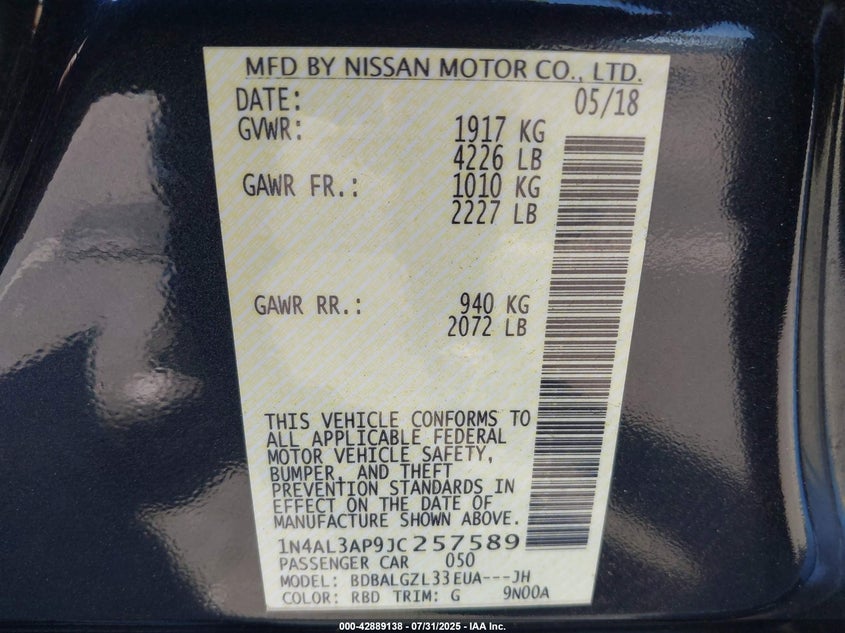 MFD BY NISSAN MOTOR CO., LTD.
DATE: 05/18
GVWR: 1917 KG
4226 LB
GAWR FR.: 1010 KG
2227 LB
GAWR RR.: 940 KG
2072 LB
THIS VEHICLE CONFORMS TO
ALL APPLICABLE FEDERAL
MOTOR VEHICLE SAFETY,
BUMPER, AND THEFT
PREVENTION STANDARDS IN
EFFECT ON THE DATE OF
MANUFACTURE SHOWN ABOVE.
1N4AL3AP9JC257589
PASSENGER CAR 050
MODEL: BDBALGZL33EUA---JH
COLOR: RBD TRIM: G 9N00A
000-42889138 - 07/31/2025 - IAA Inc.